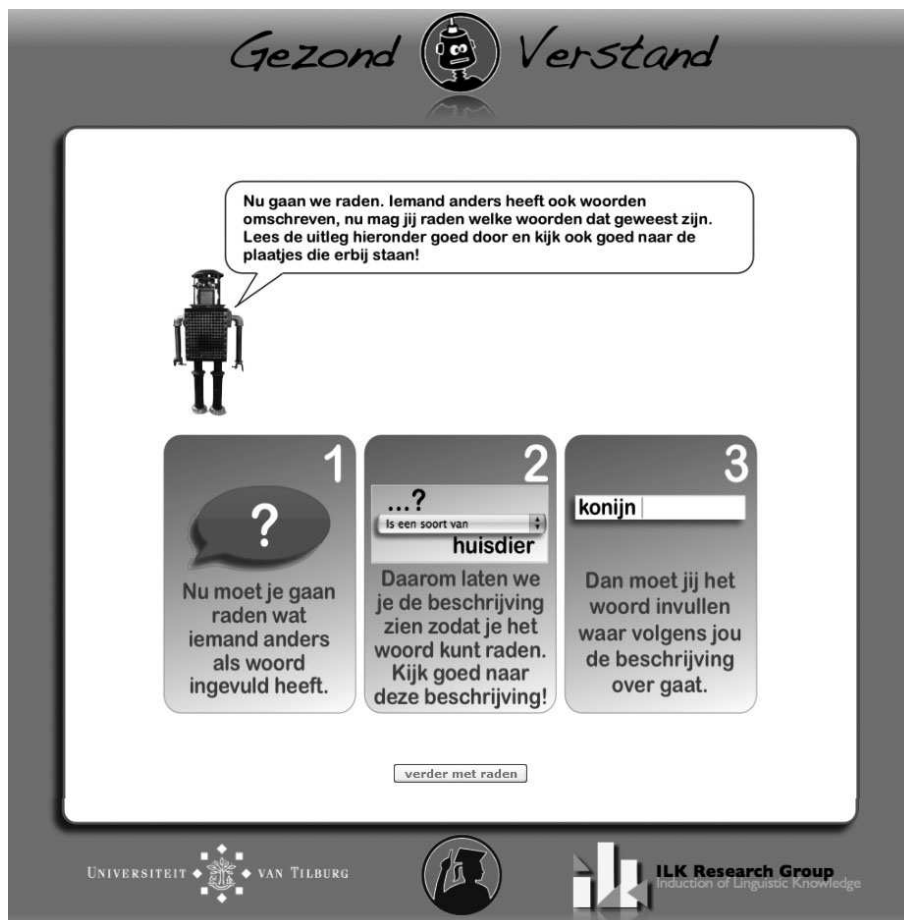 Gezond Verstand
Nu gaan we raden. Iemand anders heeft ook woorden
omschreven, nu mag jij raden welke woorden dat geweest zijn.
Lees de uitleg hieronder goed door en kijk ook goed naar de
plaatjes die erbij staan!
1
?
Nu moet je gaan
raden wat
iemand anders
als woord
ingevuld heeft.
2
...?
Is een soort van
huisdier
Daarom laten we
je de beschrijving
zien zodat je het
woord kunt raden.
Kijk goed naar
deze beschrijving!
3
konijn
Dan moet jij het
woord invullen
waar volgens jou
de beschrijving
over gaat.
verder met raden
UNIVERSITEIT VAN TILBURG
ILK Research Group
Induction of Linguistic Knowledge